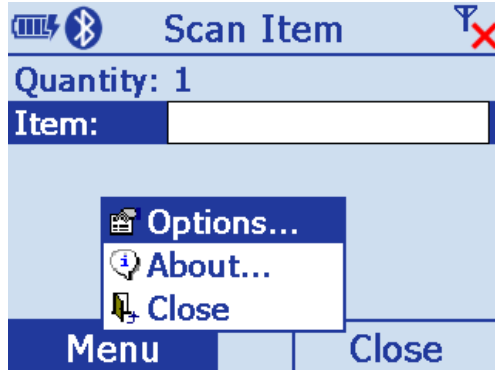 Scan Item
Quantity: 1
Item:
Options...
About...
Close
Menu Close